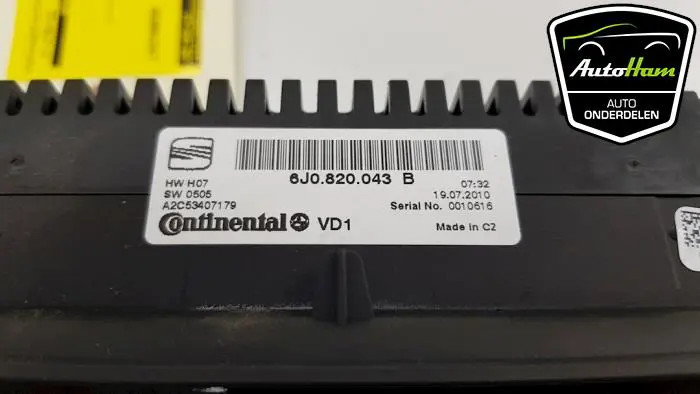 AutoHam
AUTO
ONDERDELEN
6J0.820.043 B
HW H07
SW 0505
A2C53407179
07:32
19.07.2010
Serial No. 0010616
Continental VD1
Made in CZ